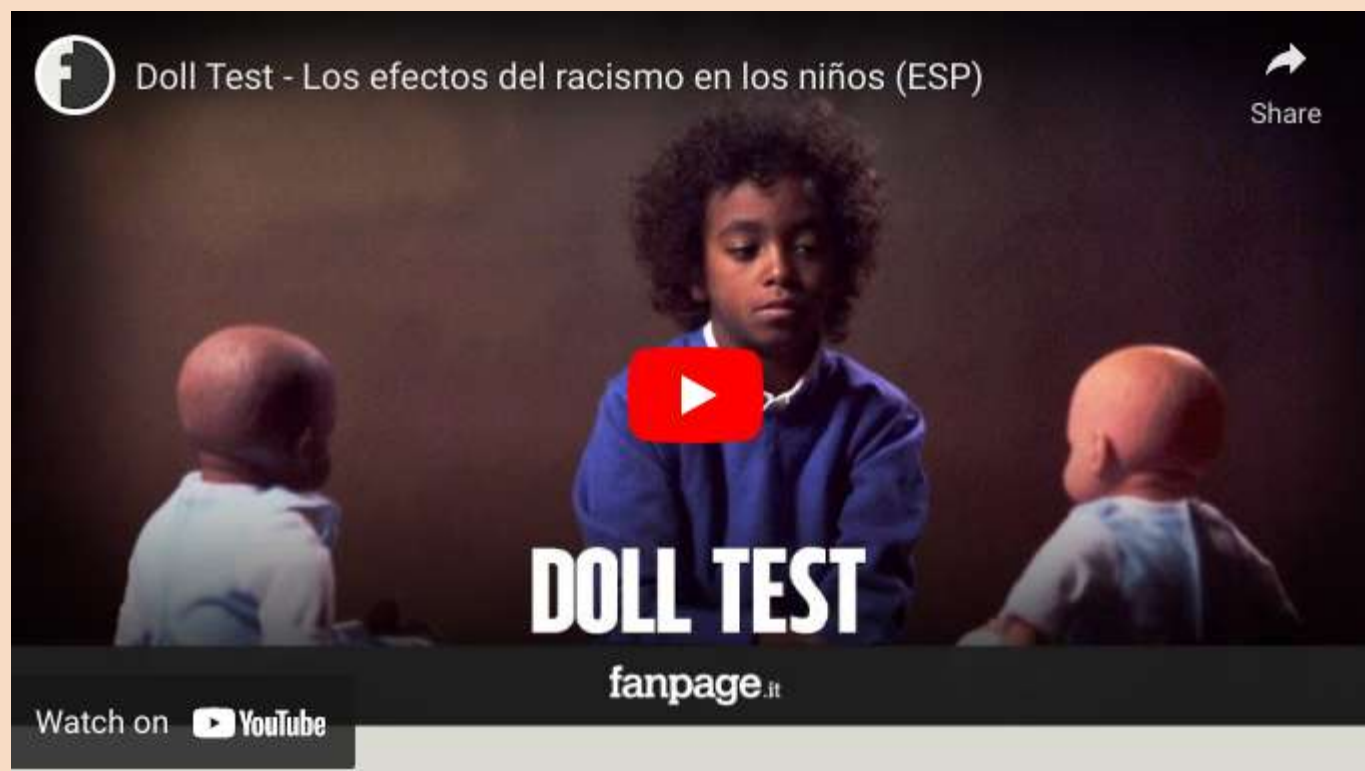 Doll Test - Los efectos del racismo en los niños (ESP)
Share
DOLL TEST
fanpage.it
Watch on YouTube